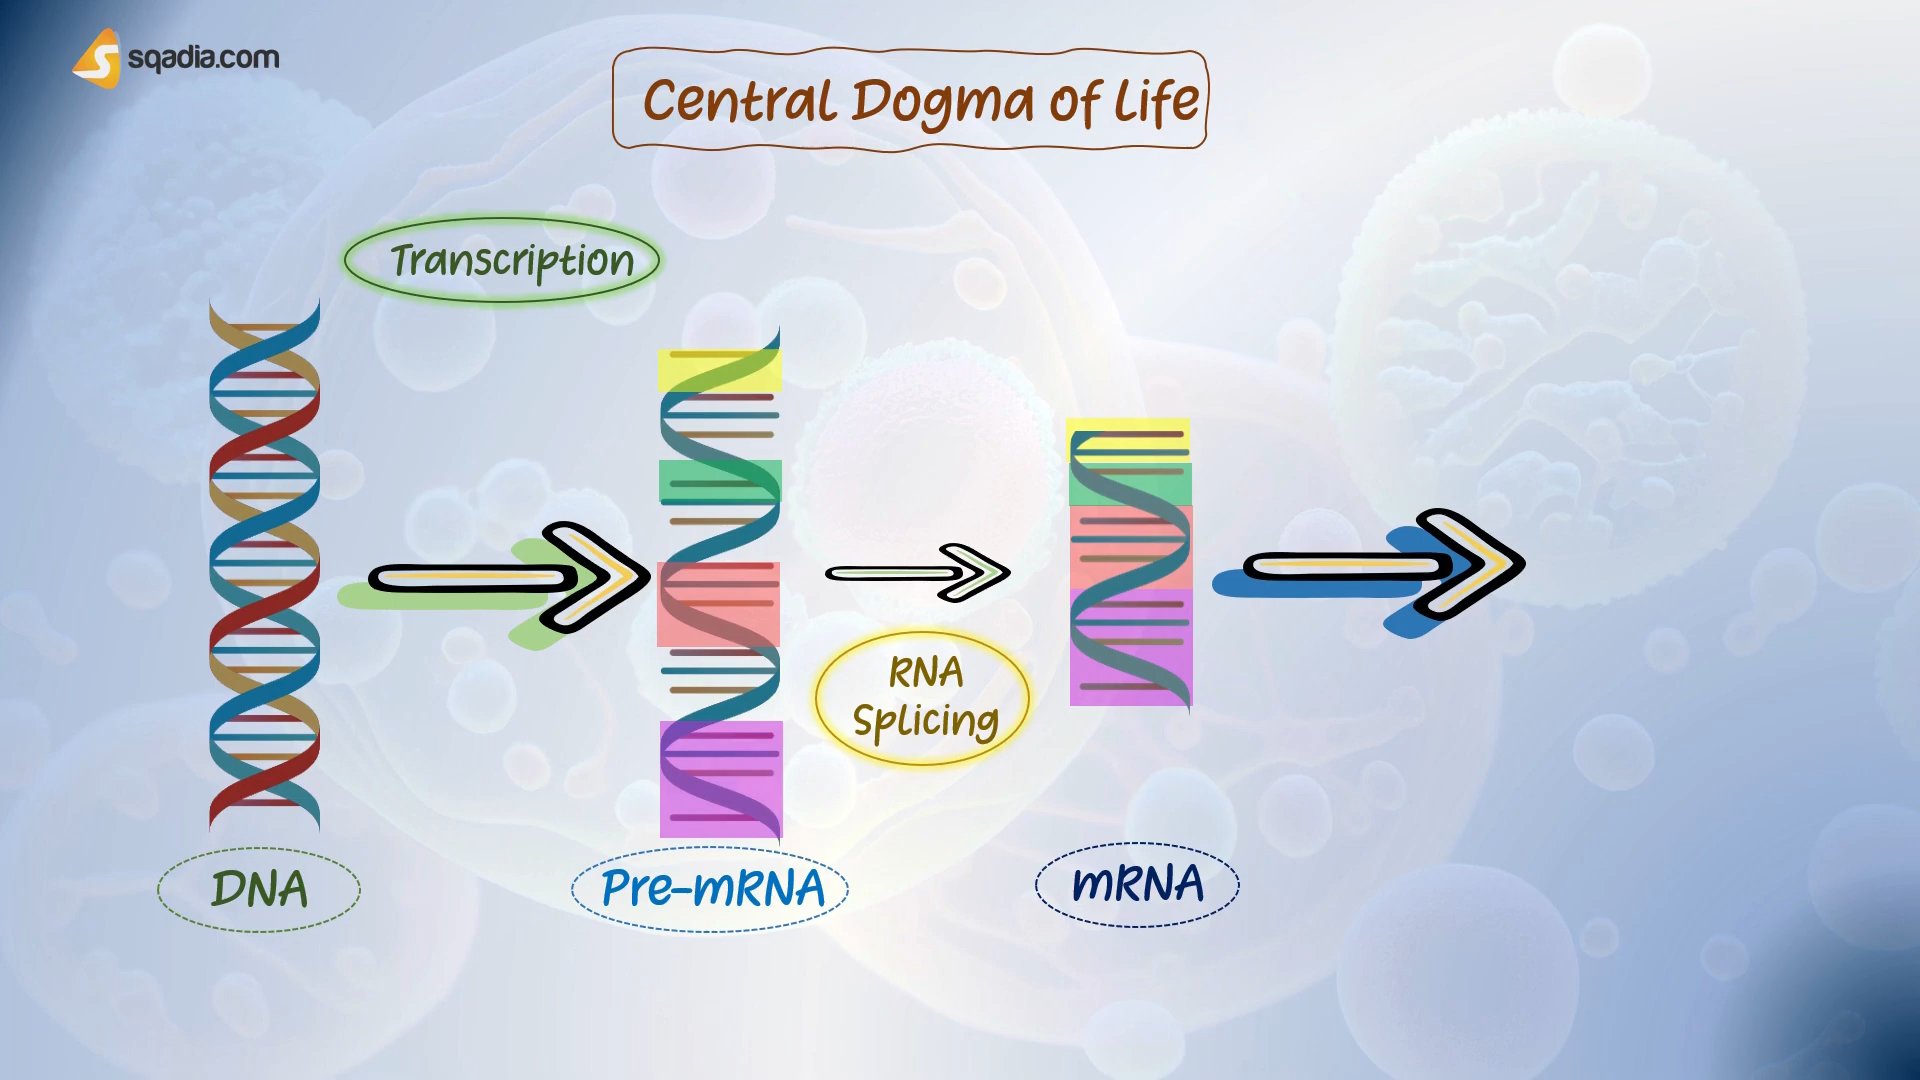 sqadia.com
Central Dogma of Life
Transcription
RNA
Splicing
DNA
Pre-mRNA
mRNA